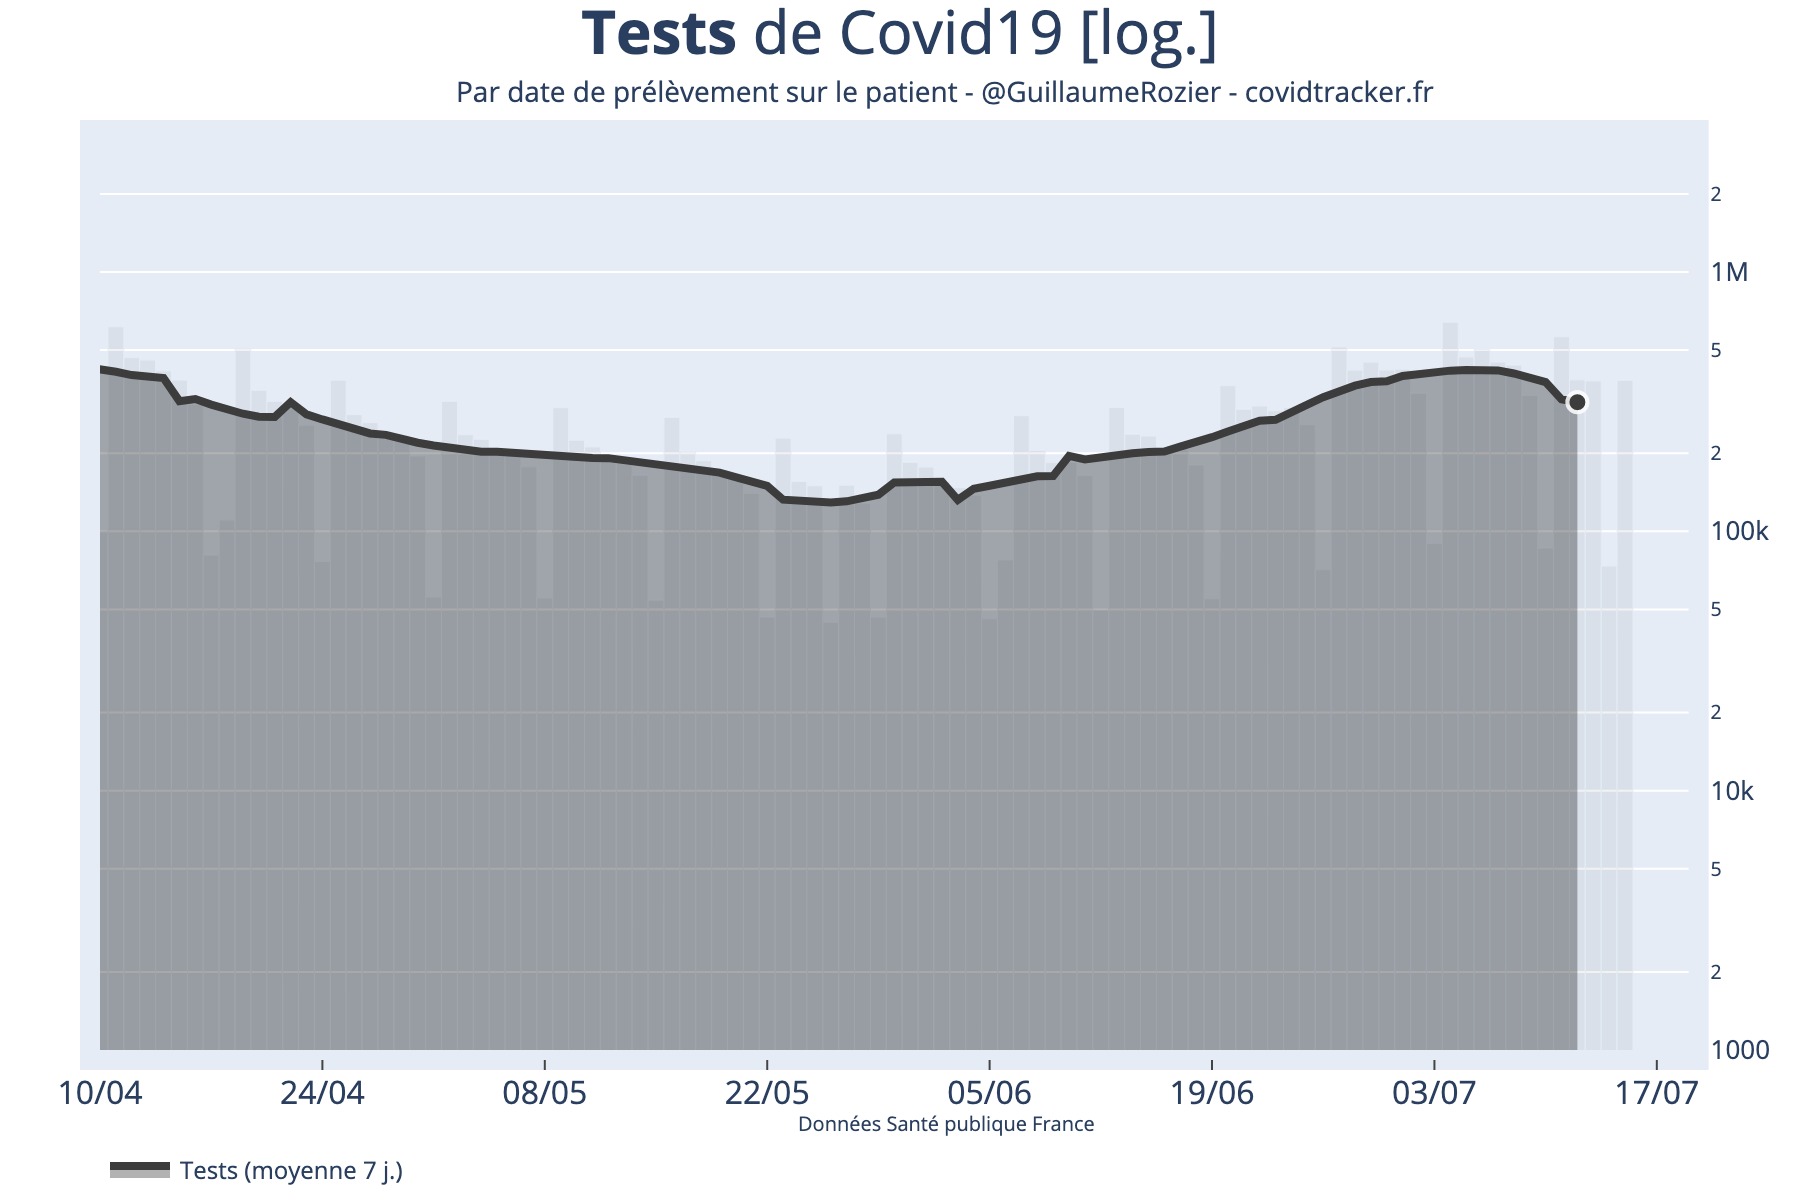 Tests de Covid19 [log.]
Par date de prélèvement sur le patient - @GuillaumeRozier - covidtracker.fr
2
1M
5
2
100k
5
2
10k
5
2
1000
10/04 24/04 08/05 22/05 05/06 19/06 03/07 17/07
Données Santé publique France
Tests (moyenne 7 j.)